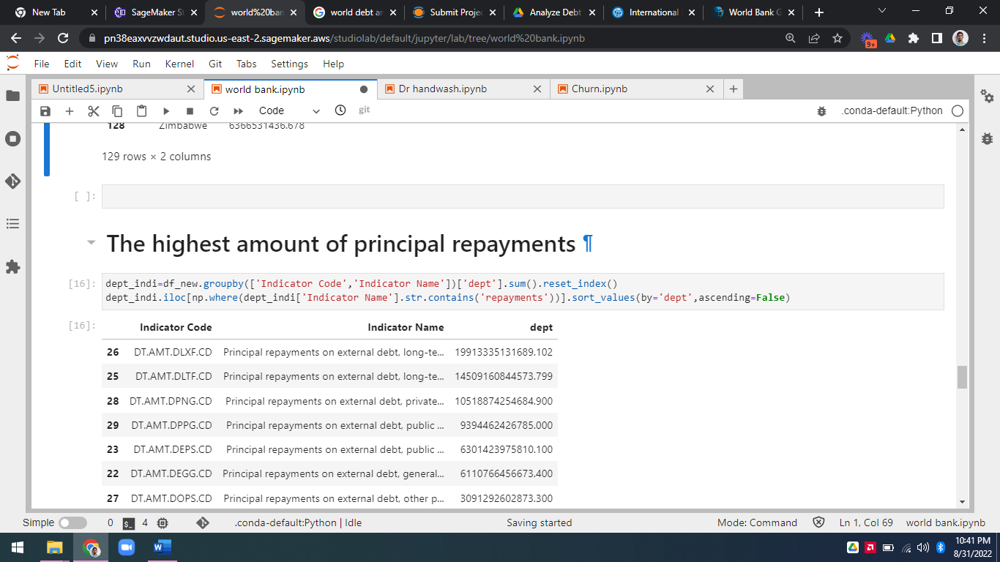 New Tab
SageMaker St
world%20ban
world debt an
Submit Projec
Analyze Debt
International
World Bank G
pn38eaxvvzwdaut.studio.us-east-2.sagemaker.aws/studiolab/default/jupyter/lab/tree/world%20bank.ipynb
9+
File Edit View Run Kernel Git Tabs Settings Help
Untitled5.ipynb
world bank.ipynb
Dr handwash.ipynb
Churn.ipynb
Code
git
.conda-default:Python
128 Zimbabwe 6366531436.678
129 rows × 2 columns
[ ]:
The highest amount of principal repayments ¶
[16]: dept_indi=df_new.groupby(['Indicator Code','Indicator Name'])['dept'].sum().reset_index()
dept_indi.iloc[np.where(dept_indi['Indicator Name'].str.contains('repayments'))].sort_values(by='dept',ascending=False)
[16]: Indicator Code Indicator Name dept
26 DT.AMT.DLXF.CD Principal repayments on external debt, long-te... 19913335131689.102
25 DT.AMT.DLTF.CD Principal repayments on external debt, long-te... 14509160844573.799
28 DT.AMT.DPNG.CD Principal repayments on external debt, private... 10518874254684.900
29 DT.AMT.DPPG.CD Principal repayments on external debt, public ... 9394462426785.000
23 DT.AMT.DEPS.CD Principal repayments on external debt, public ... 6301423975810.100
22 DT.AMT.DEGG.CD Principal repayments on external debt, general... 6110766456673.400
27 DT.AMT.DOPS.CD Principal repayments on external debt, other p... 3091292602873.300
Simple 0 $_ 4 .conda-default:Python | Idle Saving started Mode: Command Ln 1, Col 69 world bank.ipynb
10:41 PM
8/31/2022